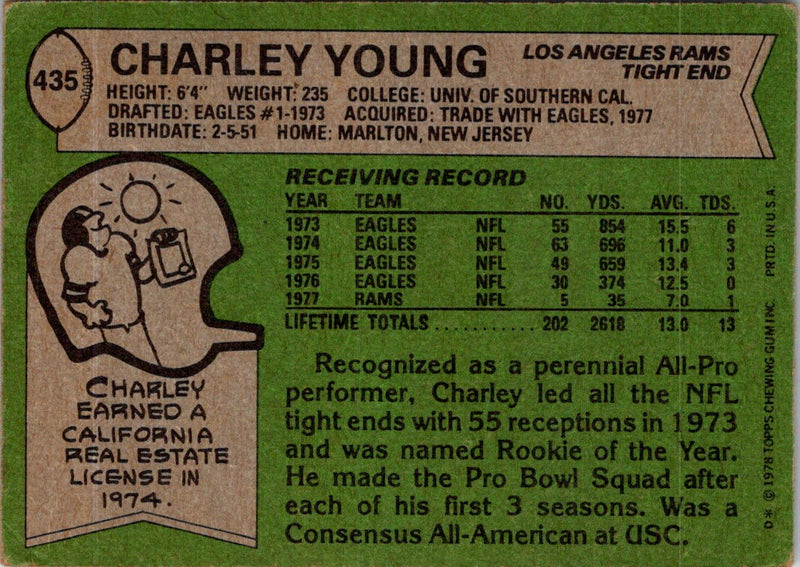 435
CHARLEY YOUNG
LOS ANGELES RAMS
TIGHT END
HEIGHT: 6'4" WEIGHT: 235 COLLEGE: UNIV. OF SOUTHERN CAL.
DRAFTED: EAGLES #1-1973 ACQUIRED: TRADE WITH EAGLES, 1977
BIRTHDATE: 2-5-51 HOME: MARLTON, NEW JERSEY
RECEIVING RECORD
YEAR TEAM NO. YDS. AVG. TDS.
1973 EAGLES NFL 55 854 15.5 6
1974 EAGLES NFL 63 696 11.0 3
1975 EAGLES NFL 49 659 13.4 3
1976 EAGLES NFL 30 374 12.5 0
1977 RAMS NFL 5 35 7.0 1
LIFETIME TOTALS .......... 202 2618 13.0 13
CHARLEY
EARNED A
CALIFORNIA
REAL ESTATE
LICENSE IN
1974.
Recognized as a perennial All-Pro
performer, Charley led all the NFL
tight ends with 55 receptions in 1973
and was named Rookie of the Year.
He made the Pro Bowl Squad after
each of his first 3 seasons. Was a
Consensus All-American at USC.
D* © 1978 TOPPS CHEWING GUM INC. PRTD. IN U.S.A.